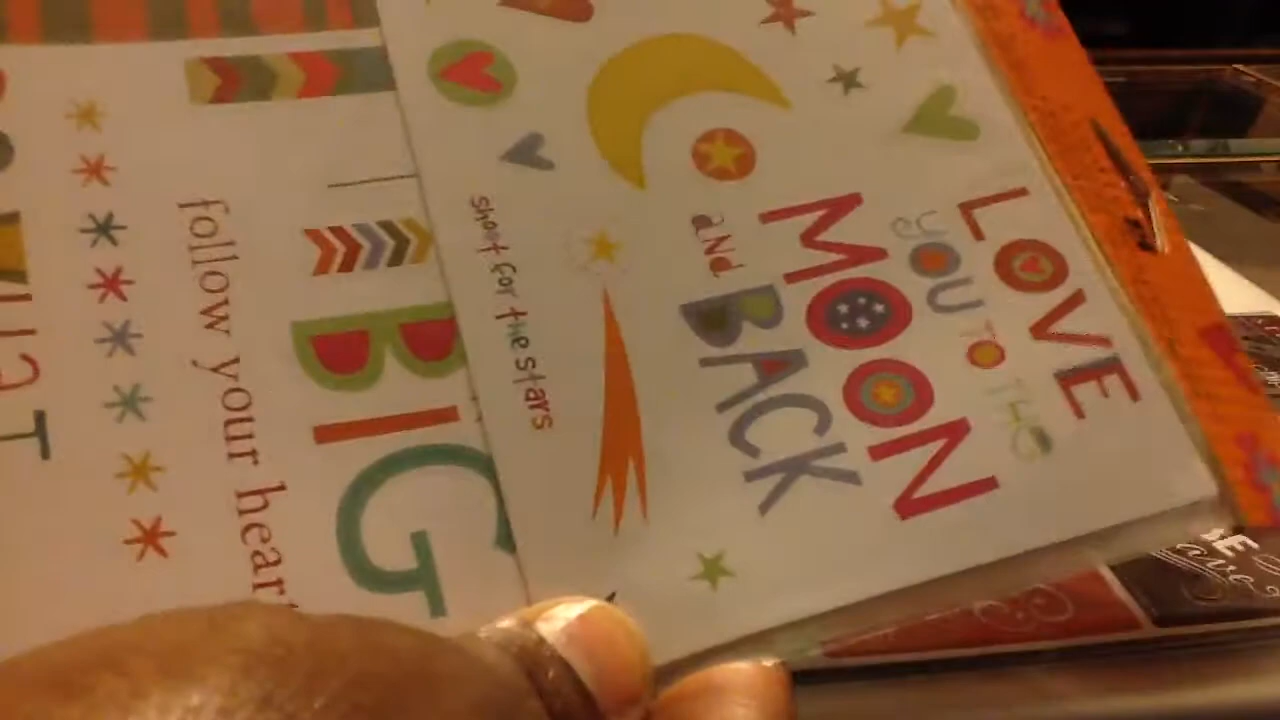 LOVE
YOU TO THE
MOON
aND
BACK
shoot for the stars
BIG
follow your heart